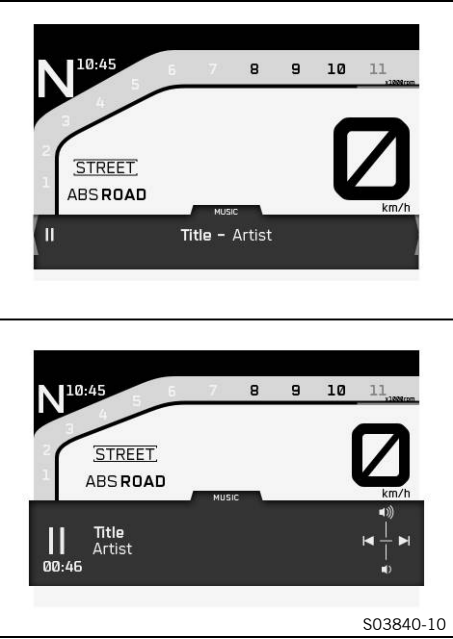 N 10:45
1 2 3 4 5 6 7 8 9 10 11
x1000rpm
STREET
ABS ROAD
0
km/h
MUSIC
Title - Artist
N 10:45
1 2 3 4 5 6 7 8 9 10 11
x1000rpm
STREET
ABS ROAD
0
km/h
MUSIC
Title
Artist
00:46
S03840-10